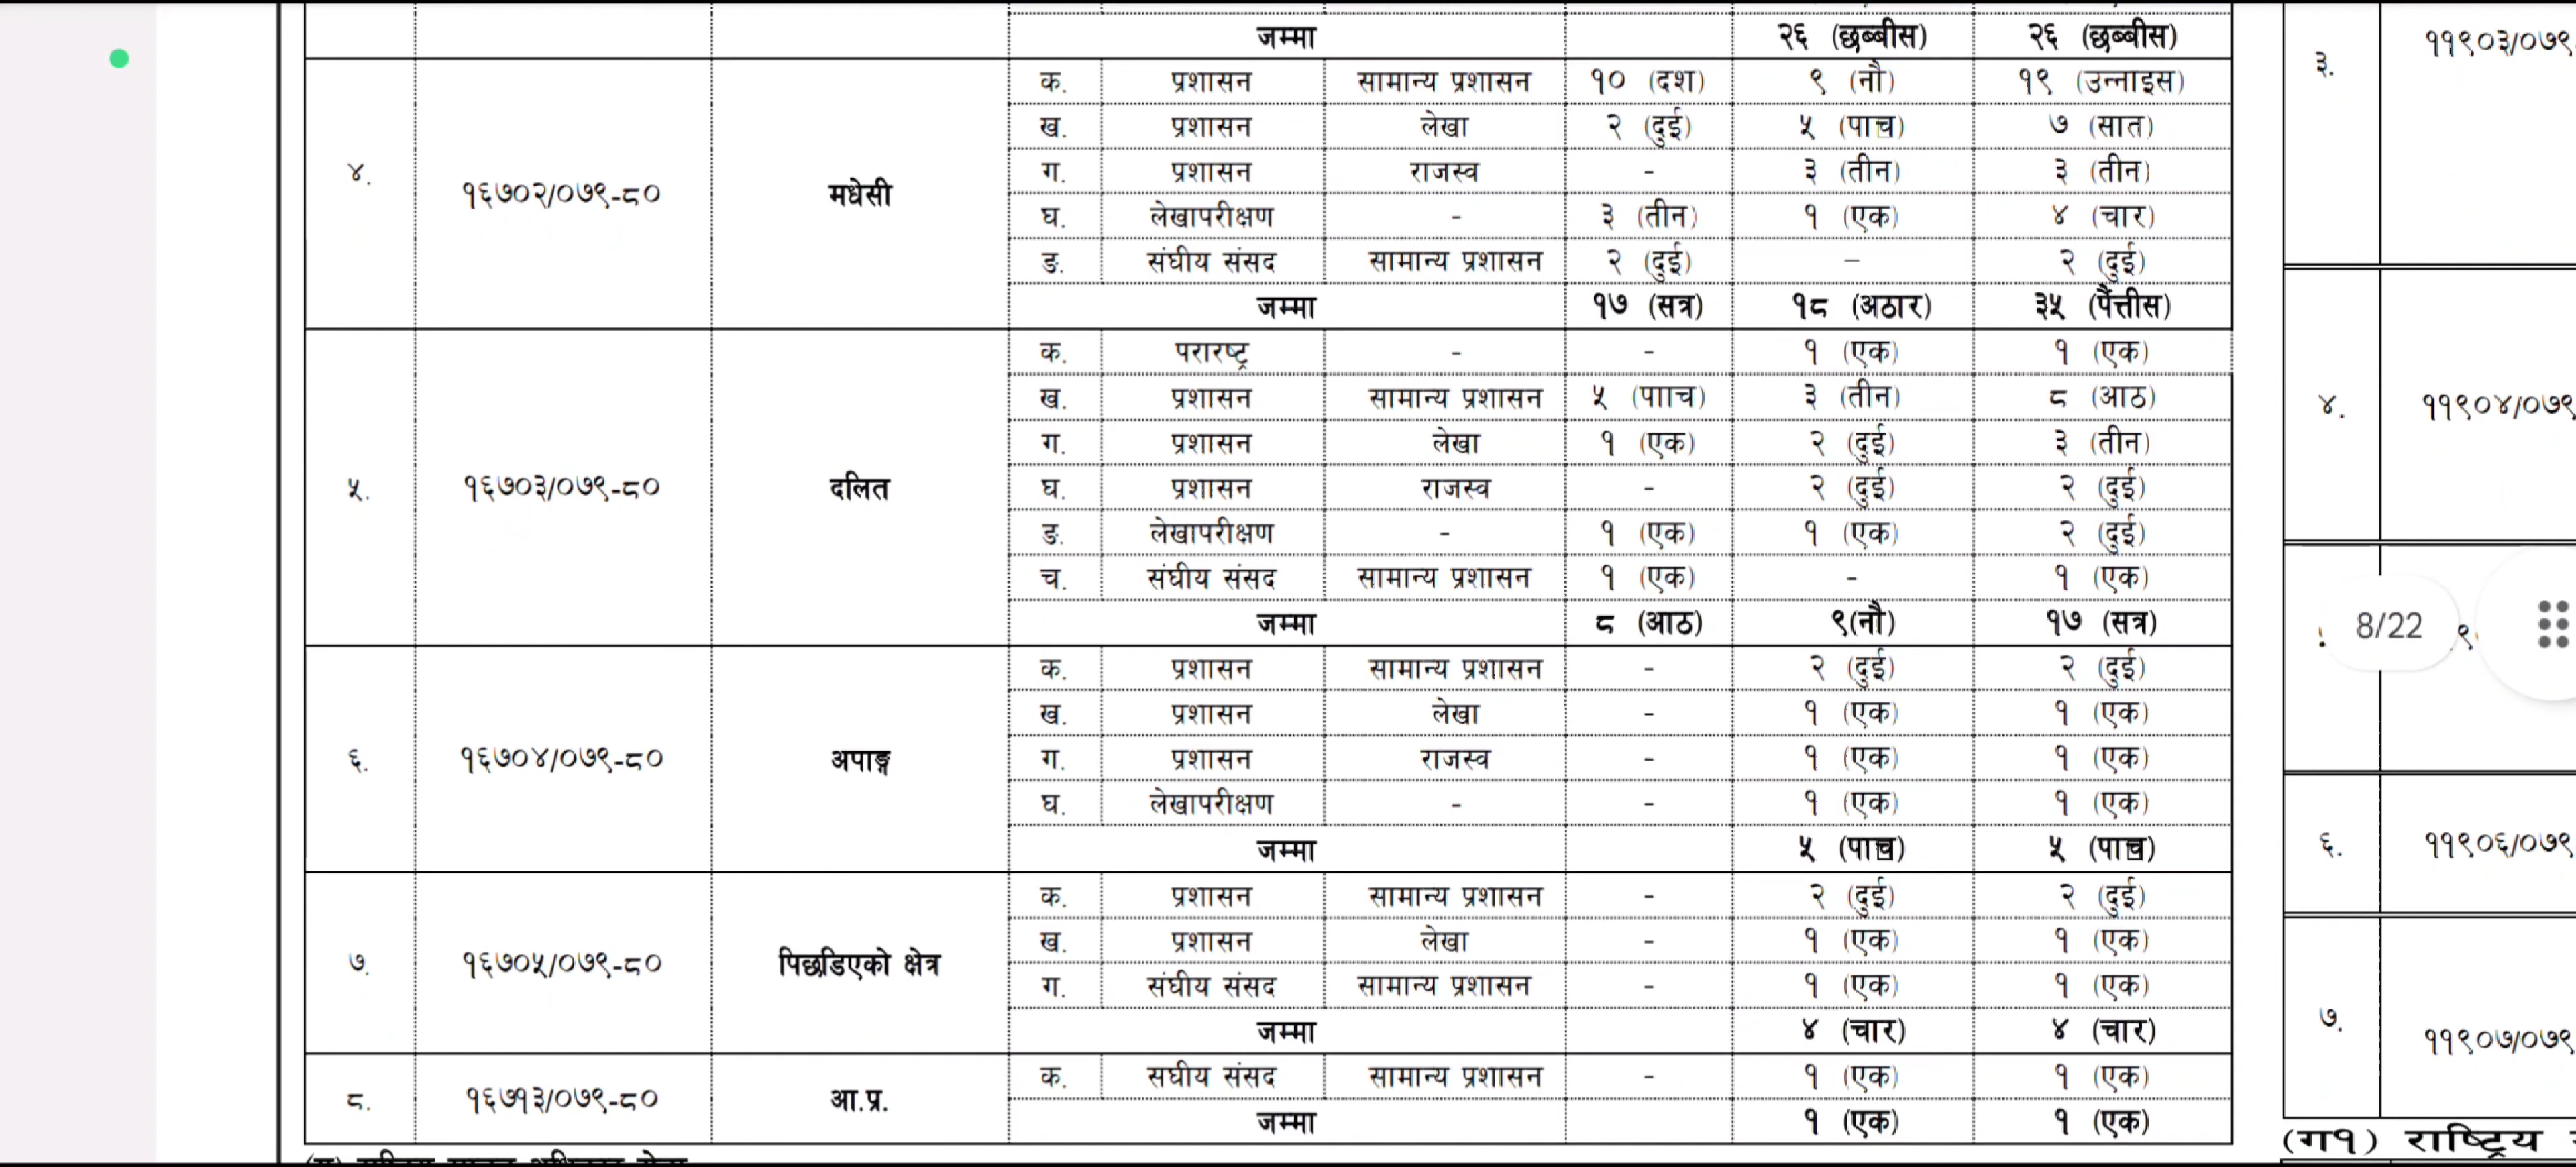 जम्मा २६ (छब्बीस) २६ (छब्बीस)
४. १६७०२/०७९-८० मधेसी
क. प्रशासन सामान्य प्रशासन १० (दश) ९ (नौ) १९ (उन्नाइस)
ख. प्रशासन लेखा २ (दुई) ५ (पाच) ७ (सात)
ग. प्रशासन राजस्व - ३ (तीन) ३ (तीन)
घ. लेखापरीक्षण - ३ (तीन) १ (एक) ४ (चार)
ङ. संघीय संसद सामान्य प्रशासन २ (दुई) – २ (दुई)
जम्मा १७ (सत्र) १८ (अठार) ३५ (पैंत्तीस)
५. १६७०३/०७९-८० दलित
क. परारष्ट्र - - १ (एक) १ (एक)
ख. प्रशासन सामान्य प्रशासन ५ (पााच) ३ (तीन) ८ (आठ)
ग. प्रशासन लेखा १ (एक) २ (दुई) ३ (तीन)
घ. प्रशासन राजस्व - २ (दुई) २ (दुई)
ङ. लेखापरीक्षण - १ (एक) १ (एक) २ (दुई)
च. संघीय संसद सामान्य प्रशासन १ (एक) - १ (एक)
जम्मा ८ (आठ) ९(नौ) १७ (सत्र)
६. १६७०४/०७९-८० अपाङ्ग
क. प्रशासन सामान्य प्रशासन - २ (दुई) २ (दुई)
ख. प्रशासन लेखा - १ (एक) १ (एक)
ग. प्रशासन राजस्व - १ (एक) १ (एक)
घ. लेखापरीक्षण - - १ (एक) १ (एक)
जम्मा ५ (पाच) ५ (पाच)
७. १६७०५/०७९-८० पिछडिएको क्षेत्र
क. प्रशासन सामान्य प्रशासन - २ (दुई) २ (दुई)
ख. प्रशासन लेखा - १ (एक) १ (एक)
ग. संघीय संसद सामान्य प्रशासन - १ (एक) १ (एक)
जम्मा ४ (चार) ४ (चार)
८. १६७१३/०७९-८० आ.प्र.
क. सघीय संसद सामान्य प्रशासन - १ (एक) १ (एक)
जम्मा १ (एक) १ (एक)
३. ११९०३/०७९
४. ११९०४/०७९
8/22
६. ११९०६/०७९
७. ११९०७/०७९
(ग१) राष्ट्रिय